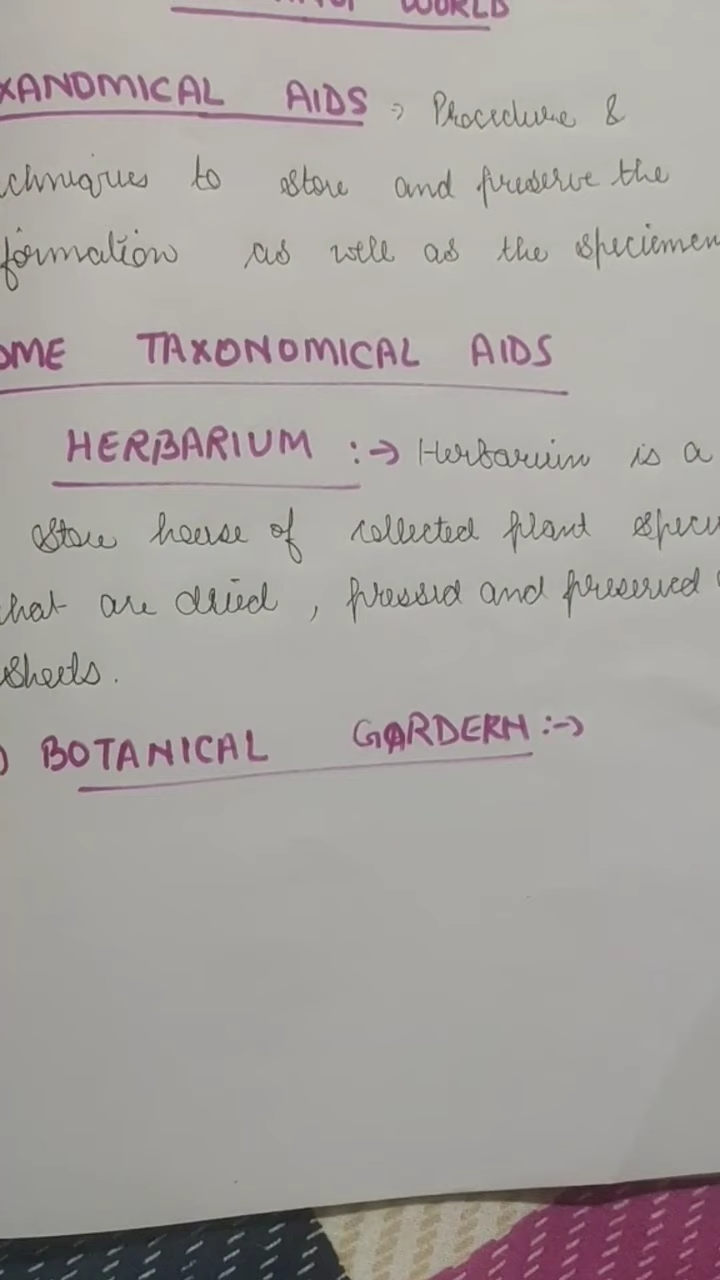 WORLD
XANOMICAL AIDS → Procedure &
chniques to store and preserve the
formation as well as the speciemen
OME TAXONOMICAL AIDS
HERBARIUM :→ Herbarium is a
store house of collected plant speci
hat are dried , pressed and preserved
sheets.
) BOTANICAL GARDERN :→